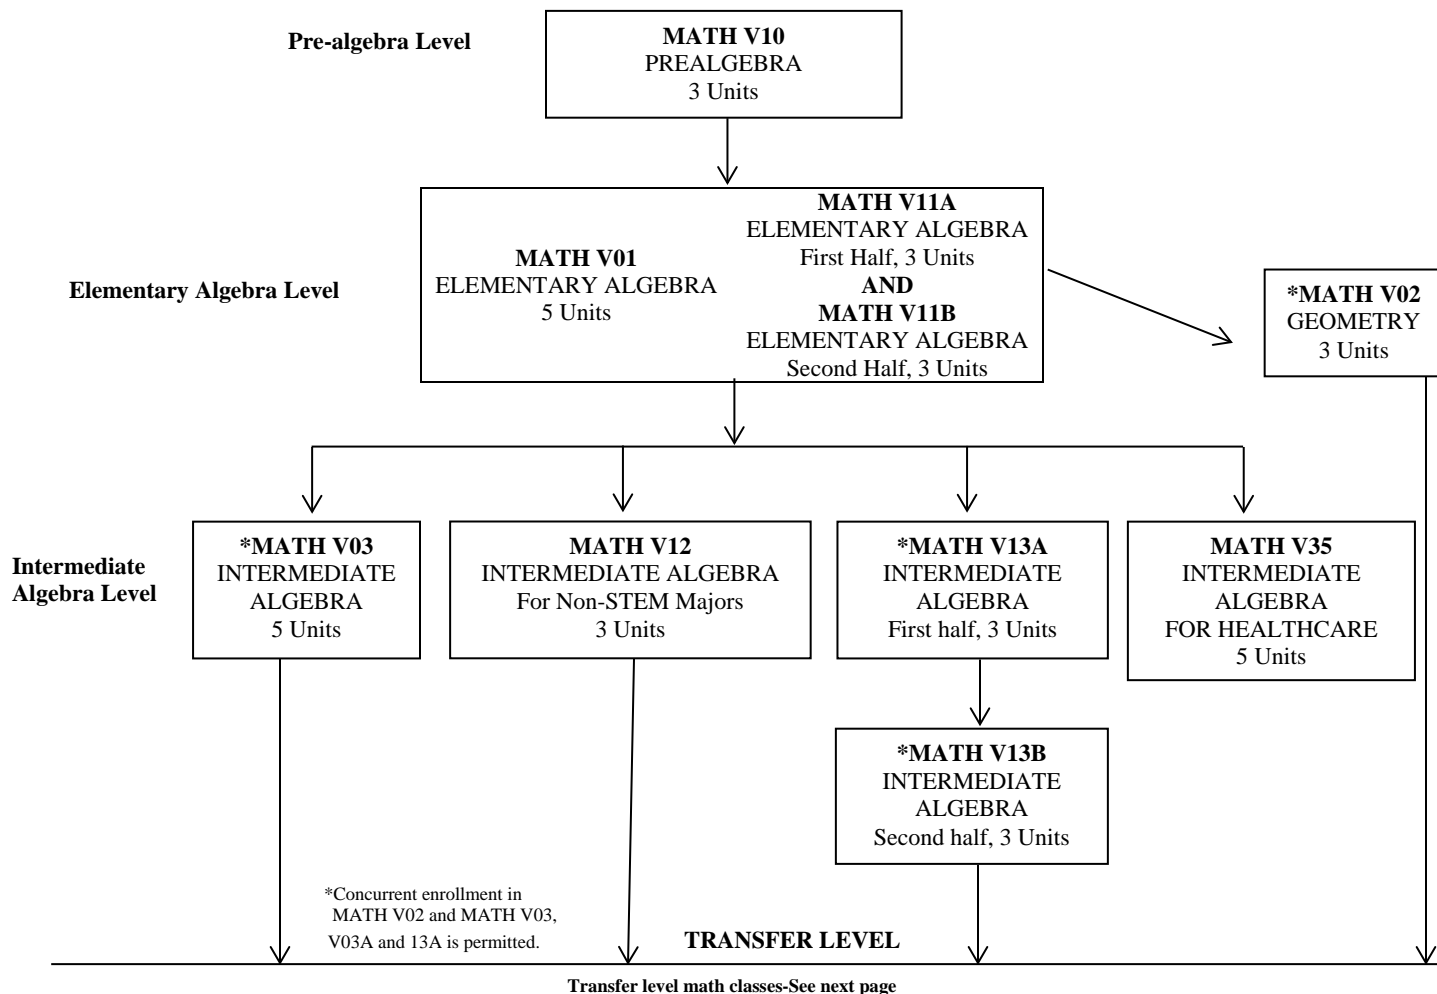 Pre-algebra Level
MATH V10
PREALGEBRA
3 Units
Elementary Algebra Level
MATH V01
ELEMENTARY ALGEBRA
5 Units
MATH V11A
ELEMENTARY ALGEBRA
First Half, 3 Units
AND
MATH V11B
ELEMENTARY ALGEBRA
Second Half, 3 Units
*MATH V02
GEOMETRY
3 Units
Intermediate
Algebra Level
*MATH V03
INTERMEDIATE
ALGEBRA
5 Units
MATH V12
INTERMEDIATE ALGEBRA
For Non-STEM Majors
3 Units
*MATH V13A
INTERMEDIATE
ALGEBRA
First half, 3 Units
MATH V35
INTERMEDIATE
ALGEBRA
FOR HEALTHCARE
5 Units
*MATH V13B
INTERMEDIATE
ALGEBRA
Second half, 3 Units
*Concurrent enrollment in
MATH V02 and MATH V03,
V03A and 13A is permitted.
TRANSFER LEVEL
Transfer level math classes-See next page